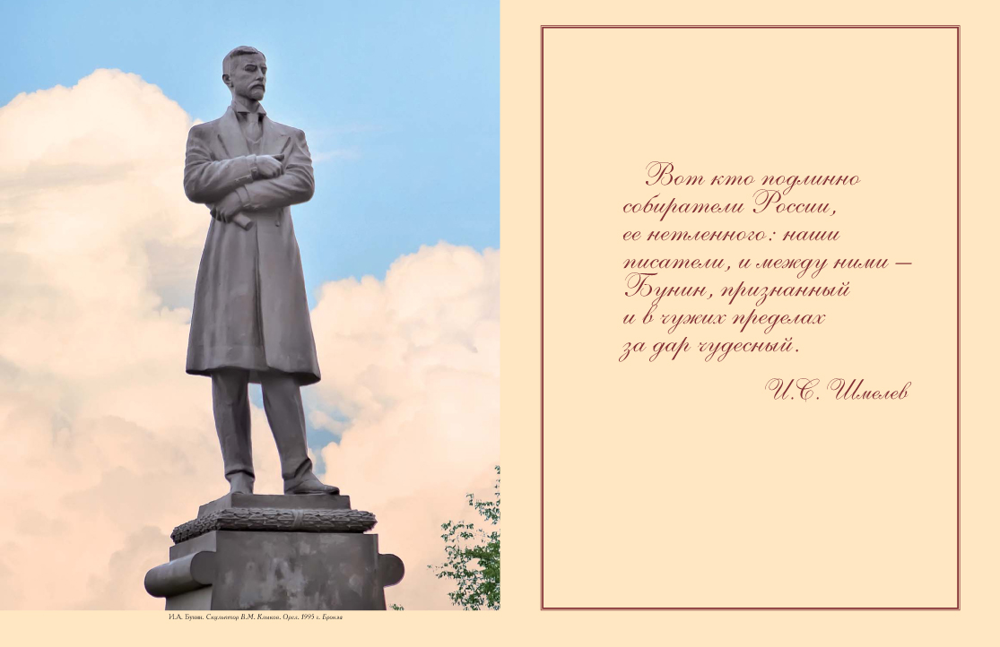 И.А. Бунин. Скульптор В.М. Клыков. Орел. 1995 г. Бронза
Вот кто подлинно
собиратели России,
ее нетленного: наши
писатели, и между ними –
Бунин, признанный
и в чужих пределах
за дар чудесный.
И.С. Шмелев